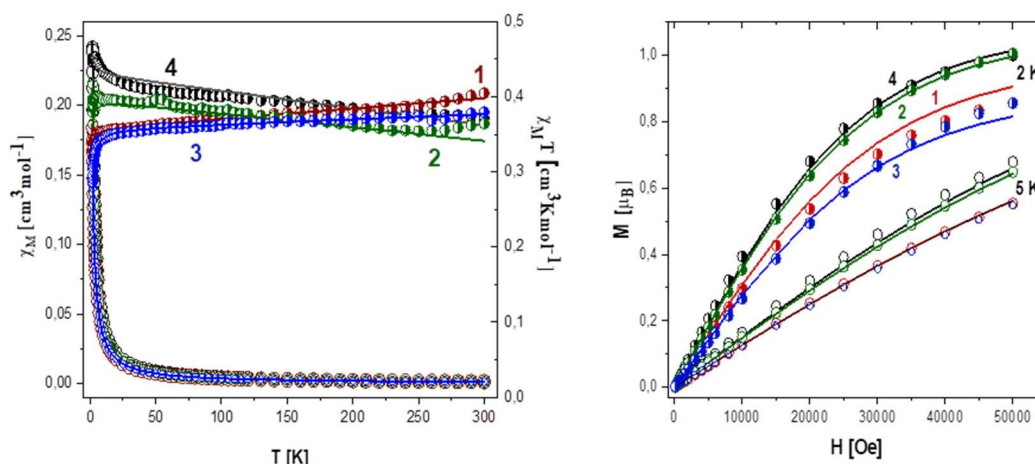 0,25
0,20
0,15
0,10
0,05
0,00
χM [cm3mol-1]
0 50 100 150 200 250 300
T [K]
0,5
0,4
0,3
0,2
0,1
0,0
χMT [cm3Kmol-1]
4
1
3
2
1,0
0,8
0,6
0,4
0,2
0,0
M [μB]
0 10000 20000 30000 40000 50000
H [Oe]
4
2 K
1
2
3
5 K